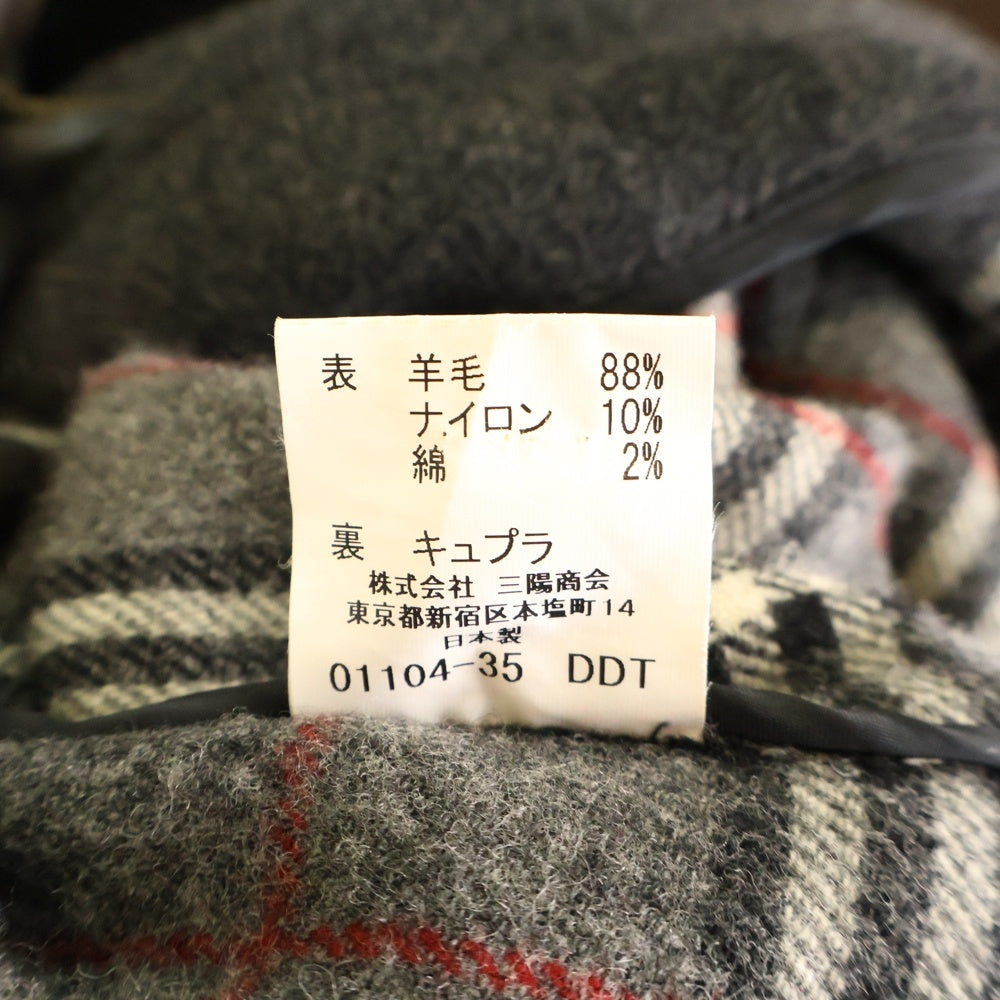 表 羊毛 88%
ナイロン 10%
綿 2%
裏 キュプラ
株式会社 三陽商会
東京都新宿区本塩町14
日本製
01104-35 DDT